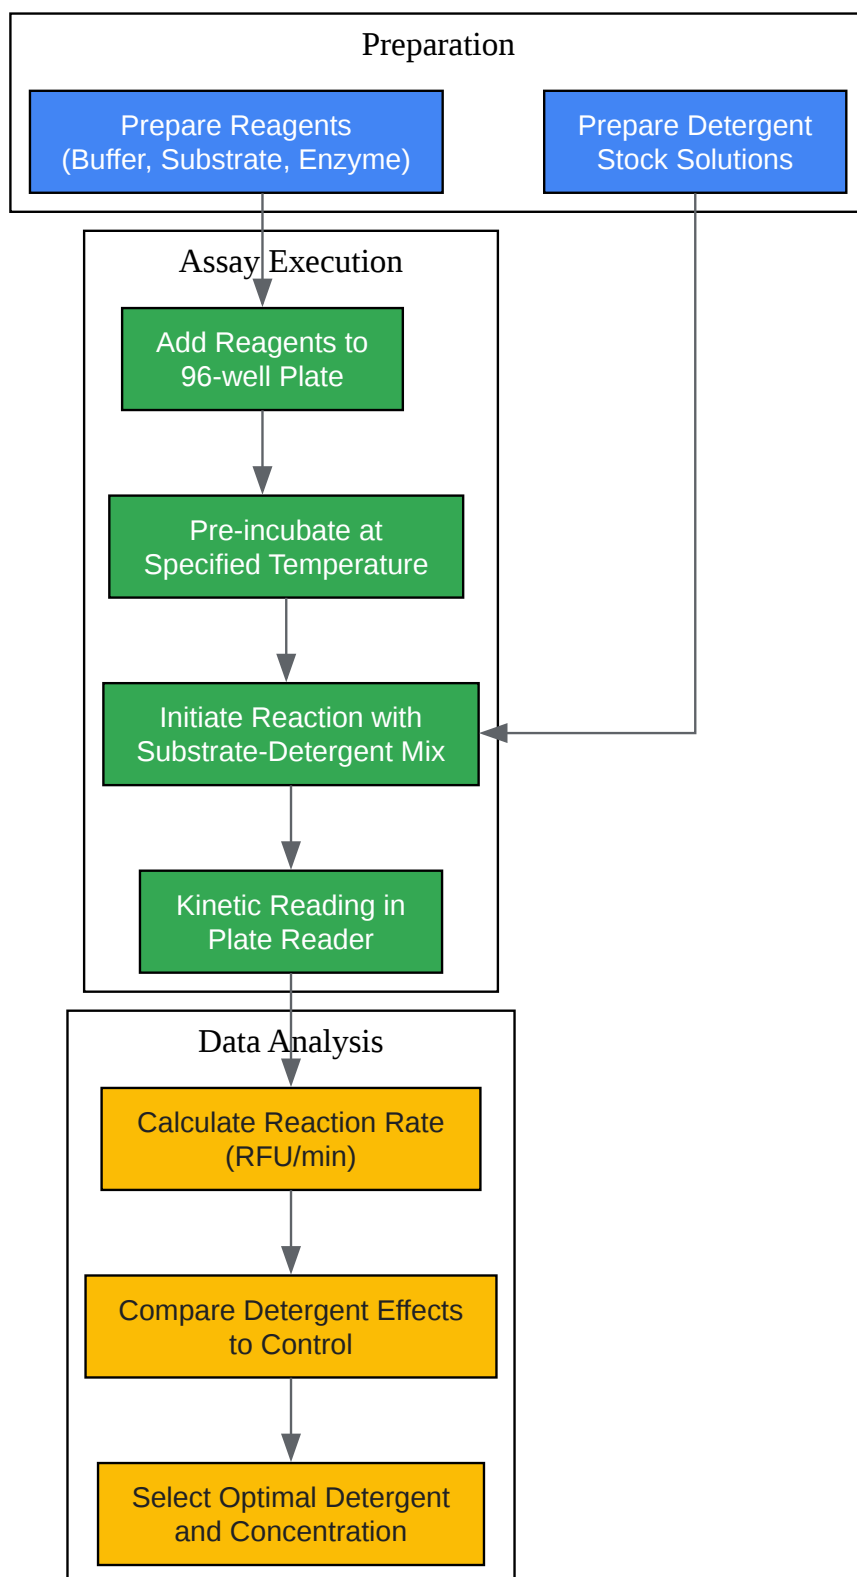 Preparation
Prepare Reagents
(Buffer, Substrate, Enzyme)
Prepare Detergent
Stock Solutions
Assay Execution
Add Reagents to
96-well Plate
Pre-incubate at
Specified Temperature
Initiate Reaction with
Substrate-Detergent Mix
Kinetic Reading in
Plate Reader
Data Analysis
Calculate Reaction Rate
(RFU/min)
Compare Detergent Effects
to Control
Select Optimal Detergent
and Concentration